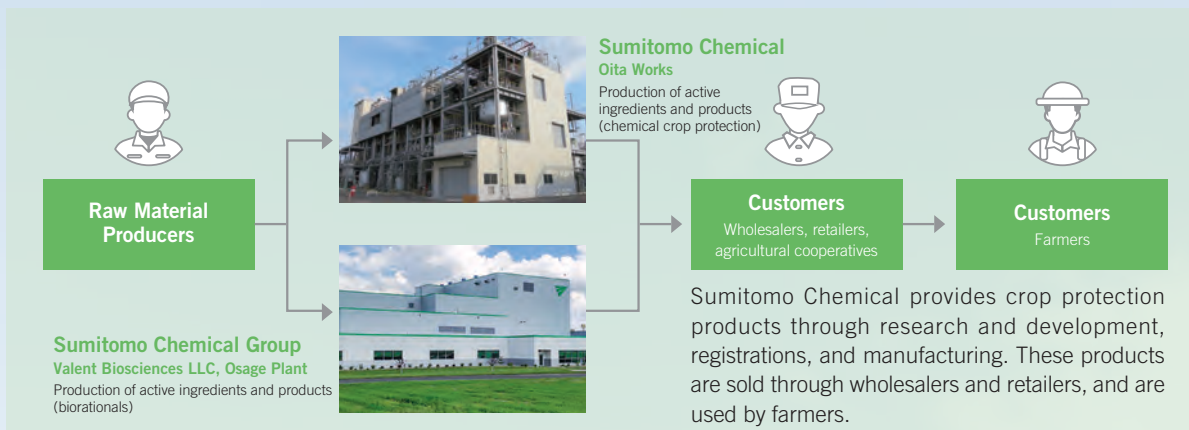 Sumitomo Chemical
Oita Works
Production of active
ingredients and products
(chemical crop protection)
Raw Material
Producers
Customers
Wholesalers, retailers,
agricultural cooperatives
Customers
Farmers
Sumitomo Chemical Group
Valent Biosciences LLC, Osage Plant
Production of active ingredients and products
(biorationals)
Sumitomo Chemical provides crop protection
products through research and development,
registrations, and manufacturing. These products
are sold through wholesalers and retailers, and are
used by farmers.